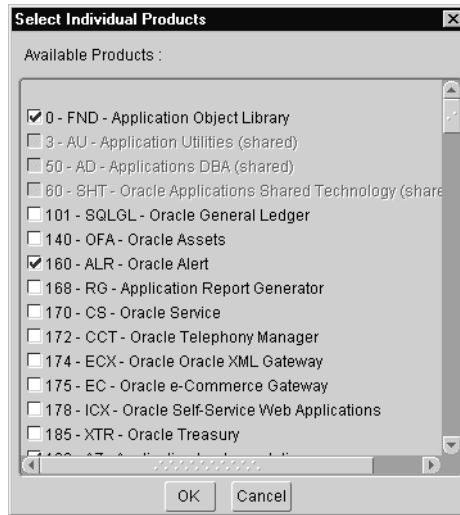 Select Individual Products
Available Products :
0 - FND - Application Object Library
3 - AU - Application Utilities (shared)
50 - AD - Applications DBA (shared)
60 - SHT - Oracle Applications Shared Technology (share
101 - SQLGL - Oracle General Ledger
140 - OFA - Oracle Assets
160 - ALR - Oracle Alert
168 - RG - Application Report Generator
170 - CS - Oracle Service
172 - CCT - Oracle Telephony Manager
174 - ECX - Oracle Oracle XML Gateway
175 - EC - Oracle e-Commerce Gateway
178 - ICX - Oracle Self-Service Web Applications
185 - XTR - Oracle Treasury
OK Cancel